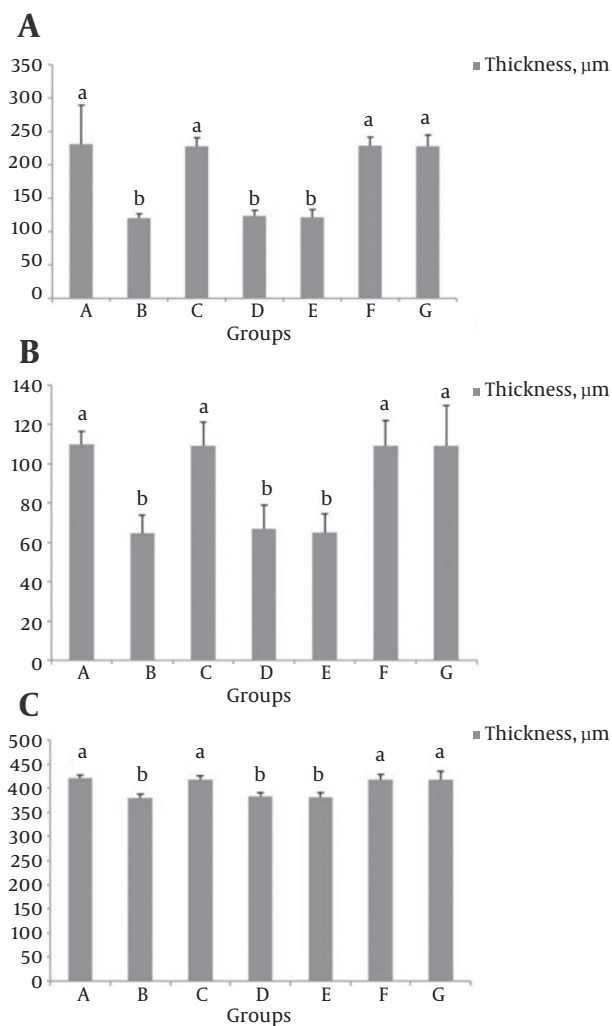 A
Thickness, μm
350
300
250
200
150
100
50
0
a
b
a
b
b
a
a
A B C D E F G
Groups
B
Thickness, μm
140
120
100
80
60
40
20
0
a
b
a
b
b
a
a
A B C D E F G
Groups
C
Thickness, μm
500
450
400
350
300
250
200
150
100
50
0
a
b
a
b
b
a
a
A B C D E F G
Groups